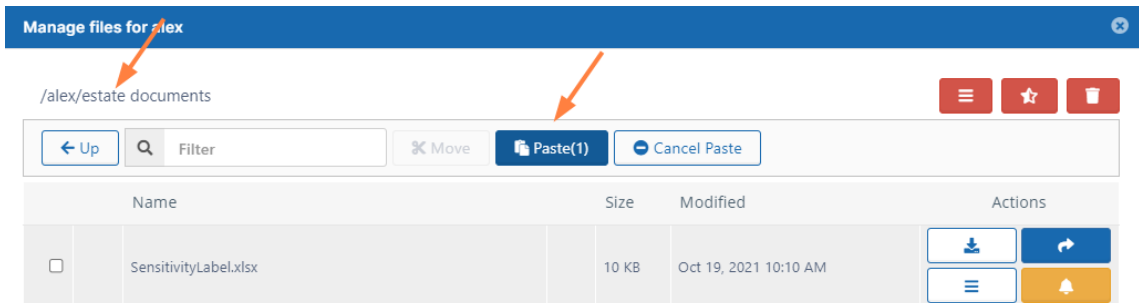 Manage files for alex
/alex/estate documents
Up Filter Move Paste(1) Cancel Paste
Name Size Modified Actions
SensitivityLabel.xlsx 10 KB Oct 19, 2021 10:10 AM